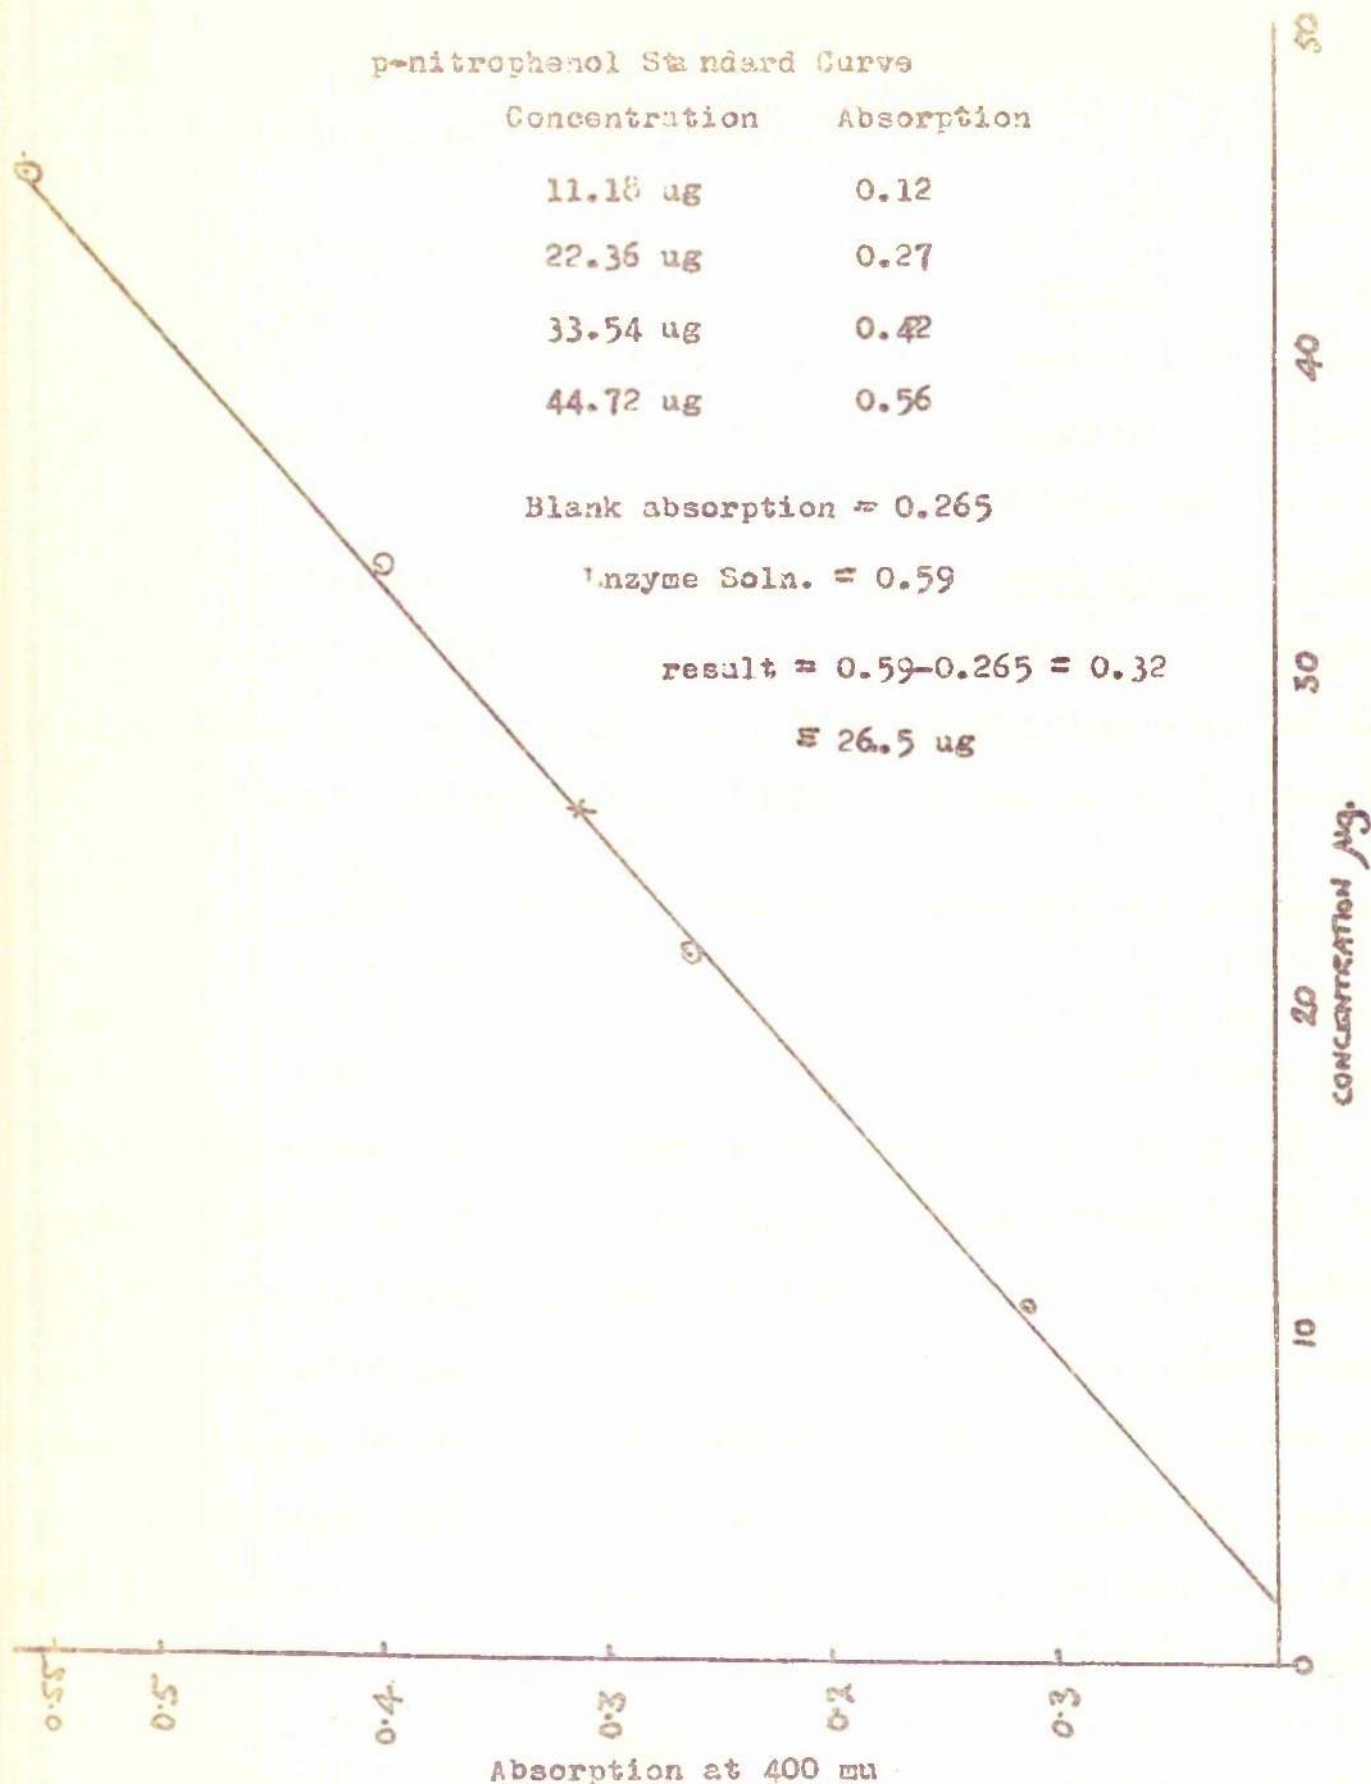 p-nitrophenol Standard Curve
Concentration Absorption
11.18 ug 0.12
22.36 ug 0.27
33.54 ug 0.42
44.72 ug 0.56
Blank absorption = 0.265
Enzyme Soln. = 0.59
result = 0.59-0.265 = 0.32
≡ 26.5 ug
50
40
30
20
10
0
CONCENTRATION µg.
0.55
0.5
0.4
0.3
0.2
0.3
Absorption at 400 mu